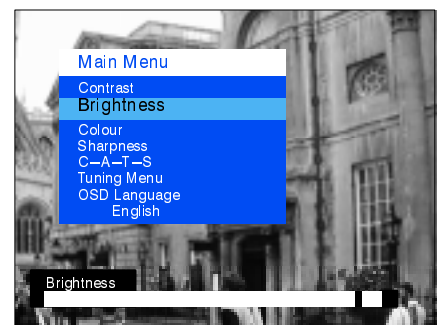 Main Menu
Contrast
Brightness
Colour
Sharpness
C–A–T–S
Tuning Menu
OSD Language
English
Brightness